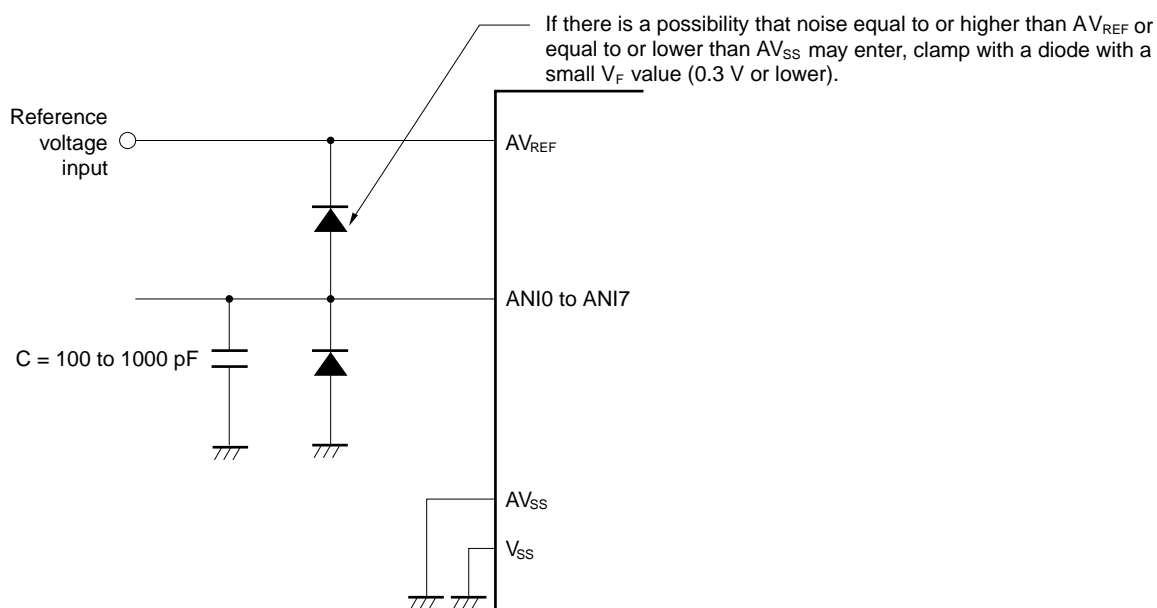 If there is a possibility that noise equal to or higher than AVREF or
equal to or lower than AVSS may enter, clamp with a diode with a
small VF value (0.3 V or lower).
Reference
voltage
input
AVREF
ANI0 to ANI7
C = 100 to 1000 pF
AVSS
VSS